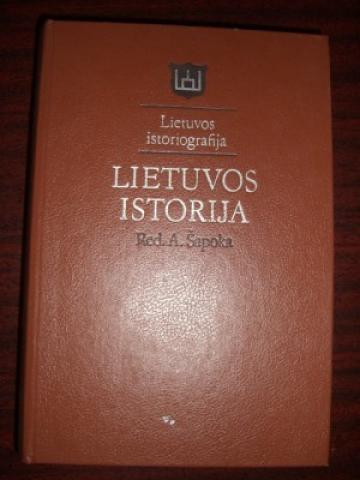 Lietuvos
istoriografija
LIETUVOS
ISTORIJA
Red. A. Šapoka